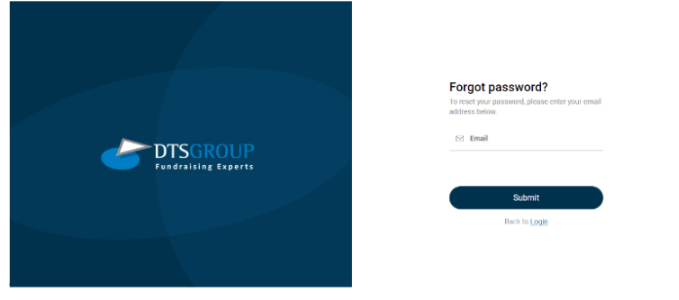 DTSGROUP
Fundraising Experts
Forgot password?
To reset your password, please enter your email
address below.
Email
Submit
Back to Login